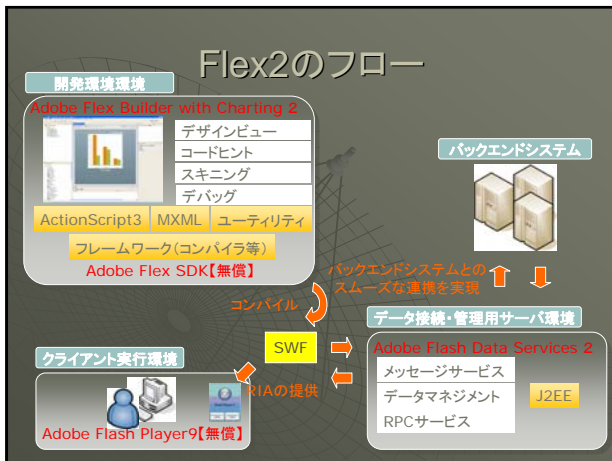 Flex2のフロー
開発環境環境
Adobe Flex Builder with Charting 2
デザインビュー
コードヒント
スキニング
デバッグ
ActionScript3
MXML
ユーティリティ
フレームワーク(コンパイラ等)
Adobe Flex SDK【無償】
バックエンドシステム
バックエンドシステムとの
スムーズな連携を実現
コンパイル
SWF
データ接続・管理用サーバ環境
Adobe Flash Data Services 2
メッセージサービス
データマネジメント
RPCサービス
J2EE
クライアント実行環境
RIAの提供
Adobe Flash Player9【無償】